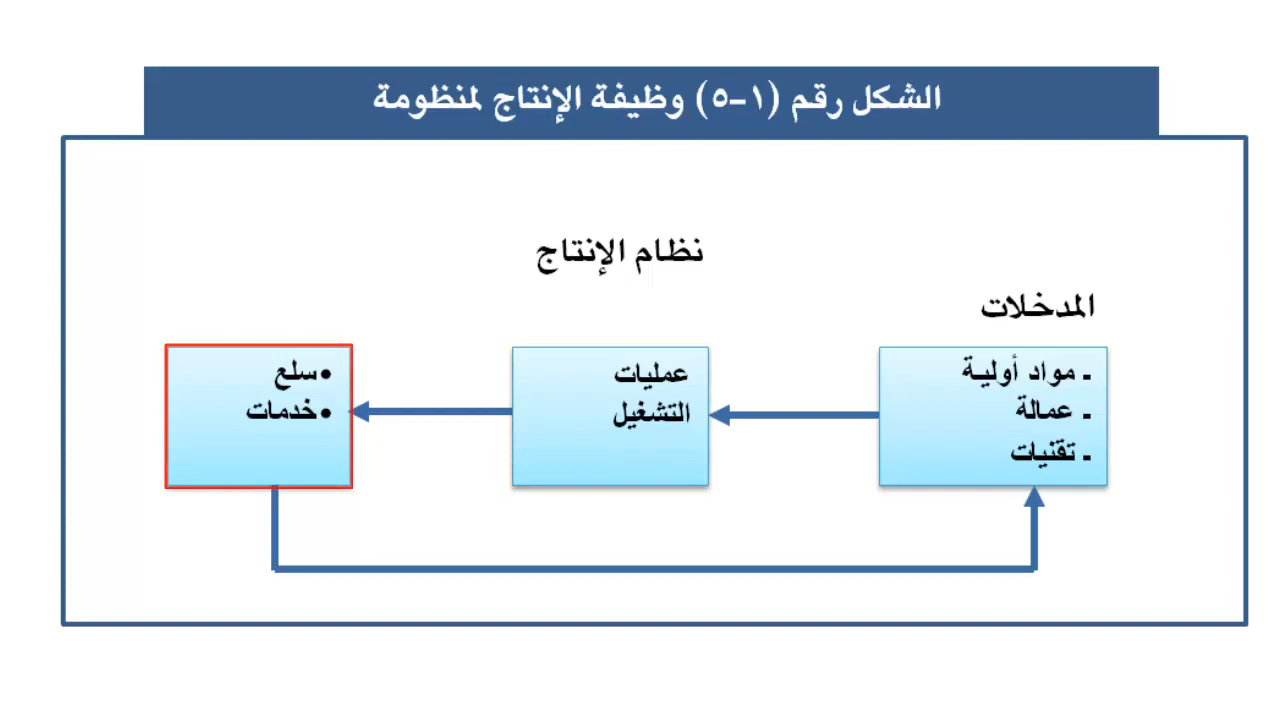 الشكل رقم (١-٥) وظيفة الإنتاج لمنظومة
نظام الإنتاج
المدخلات
- مواد أولية
- عمالة
- تقنيات
عمليات
التشغيل
•سلع
•خدمات